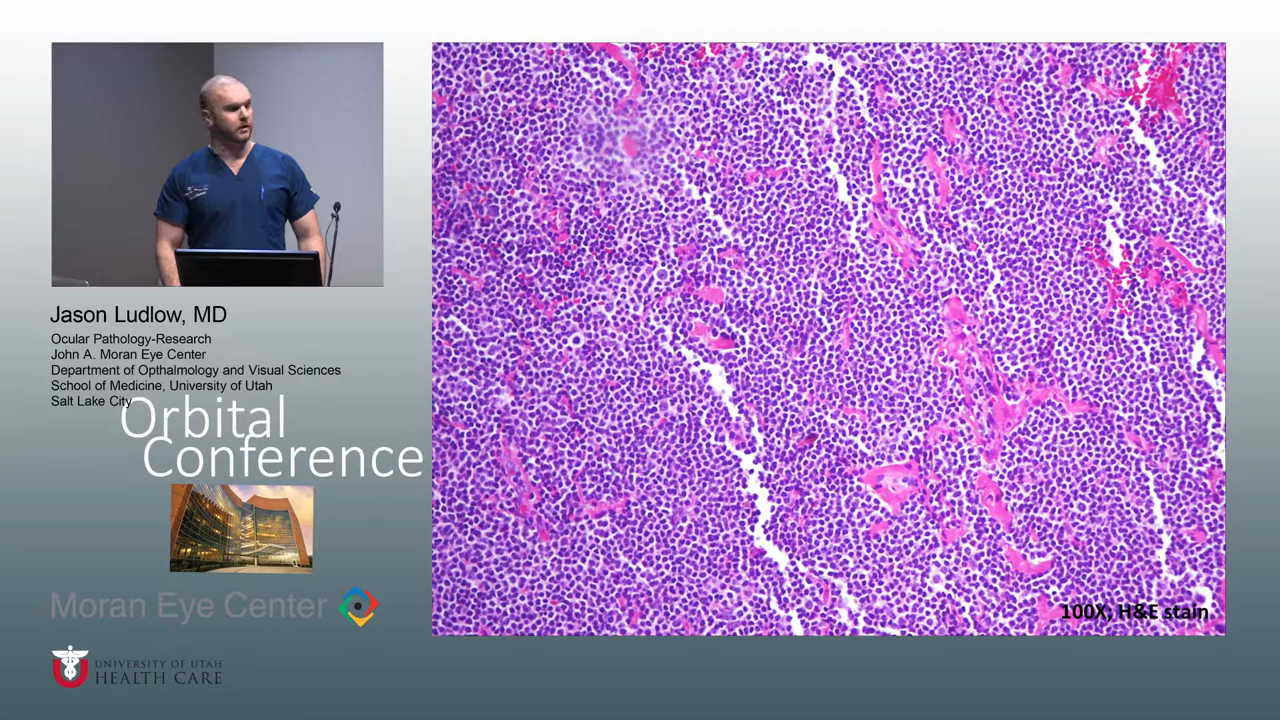 Jason Ludlow, MD
Ocular Pathology-Research
John A. Moran Eye Center
Department of Opthalmology and Visual Sciences
School of Medicine, University of Utah
Salt Lake City
Orbital
Conference
Moran Eye Center
UNIVERSITY OF UTAH
HEALTH CARE
100X; H&E stain